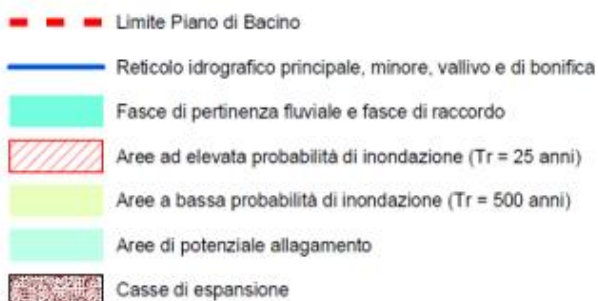 Limite Piano di Bacino
Reticolo idrografico principale, minore, vallivo e di bonifica
Fasce di pertinenza fluviale e fasce di raccordo
Aree ad elevata probabilità di inondazione (Tr = 25 anni)
Aree a bassa probabilità di inondazione (Tr = 500 anni)
Aree di potenziale allagamento
Casse di espansione